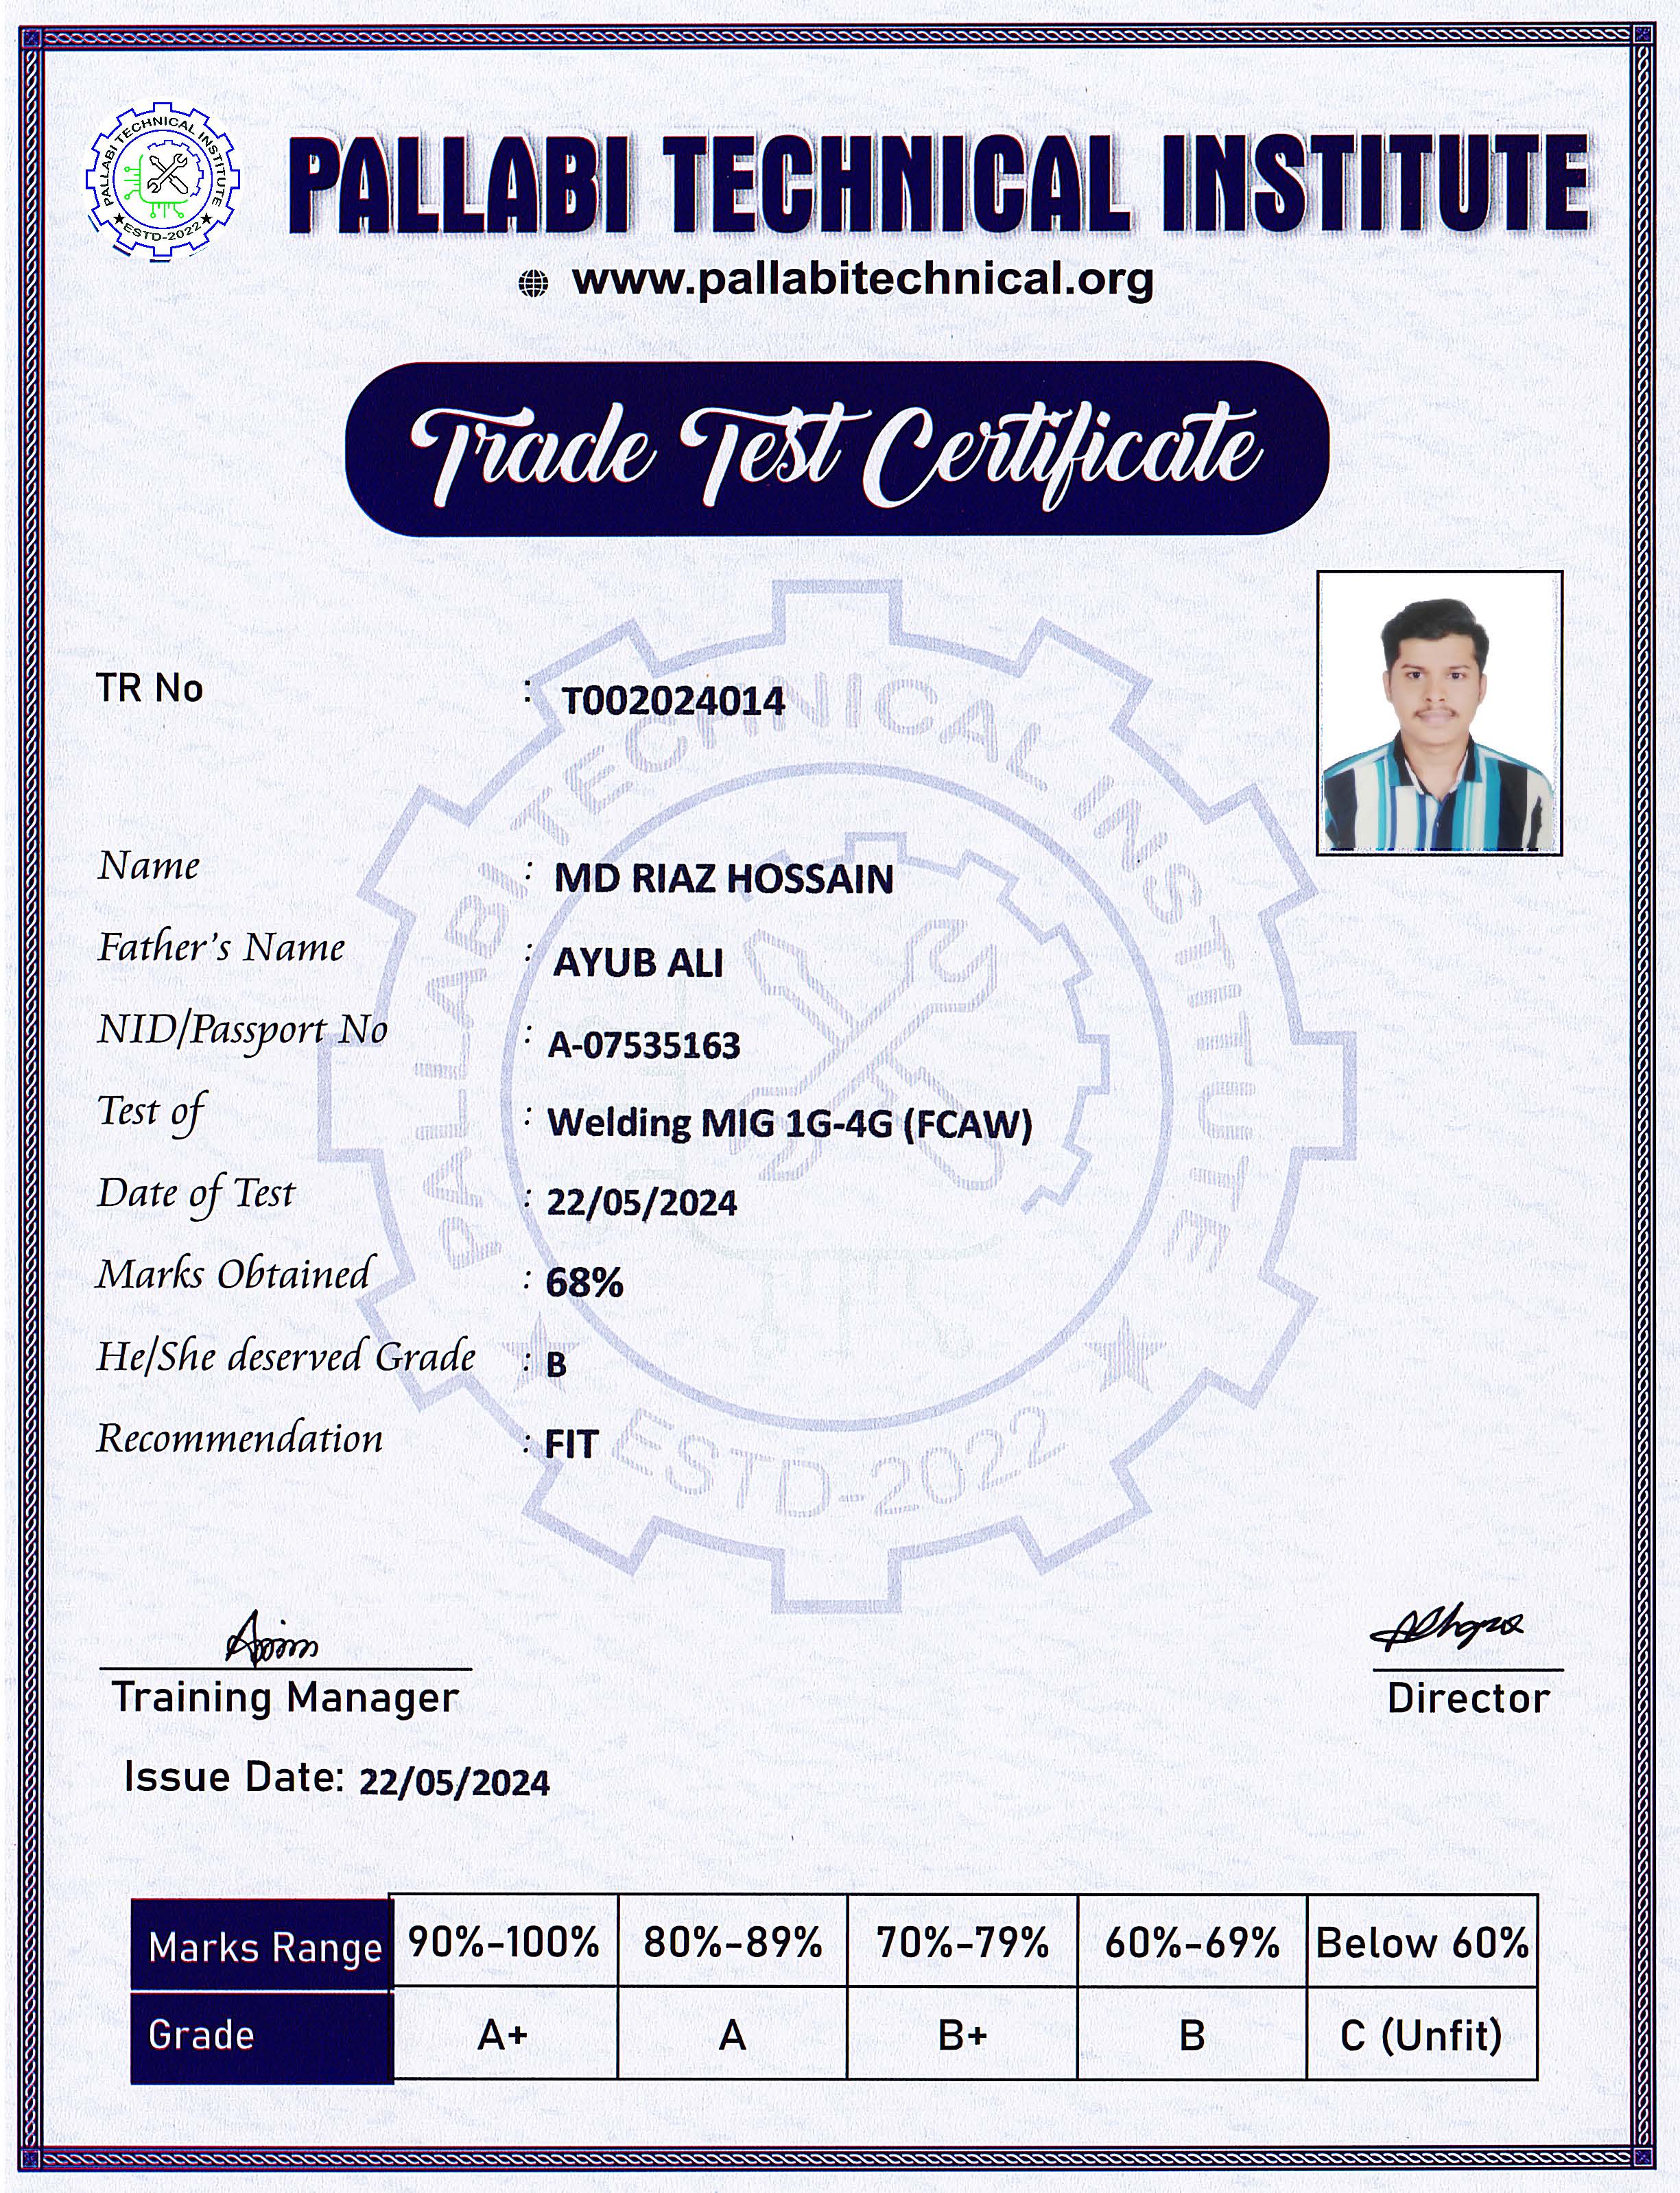 PALLABI TECHNICAL INSTITUTE
ESTD-2022
PALLABI TECHNICAL INSTITUTE
www.pallabitechnical.org
Trade Test Certificate
TR No : T002024014
Name : MD RIAZ HOSSAIN
Father's Name : AYUB ALI
NID/Passport No : A-07535163
Test of : Welding MIG 1G-4G (FCAW)
Date of Test : 22/05/2024
Marks Obtained : 68%
He/She deserved Grade : B
Recommendation : FIT
PALLABI TECHNICAL INSTITUTE
ESTD-2022
Training Manager
Director
Issue Date: 22/05/2024
Marks Range 90%-100% 80%-89% 70%-79% 60%-69% Below 60%
Grade A+ A B+ B C (Unfit)